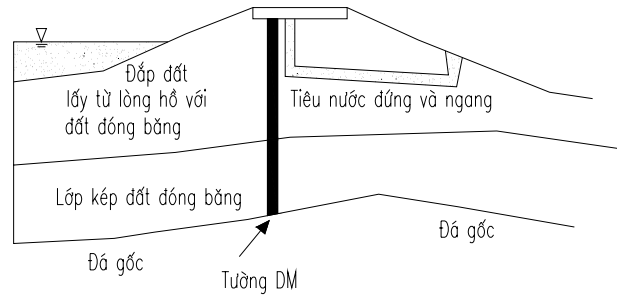 Đắp đất
lấy từ lòng hồ với
đất đóng băng
Tiêu nước đứng và ngang
Lớp kép đất đóng băng
Đá gốc
Đá gốc
Tường DM